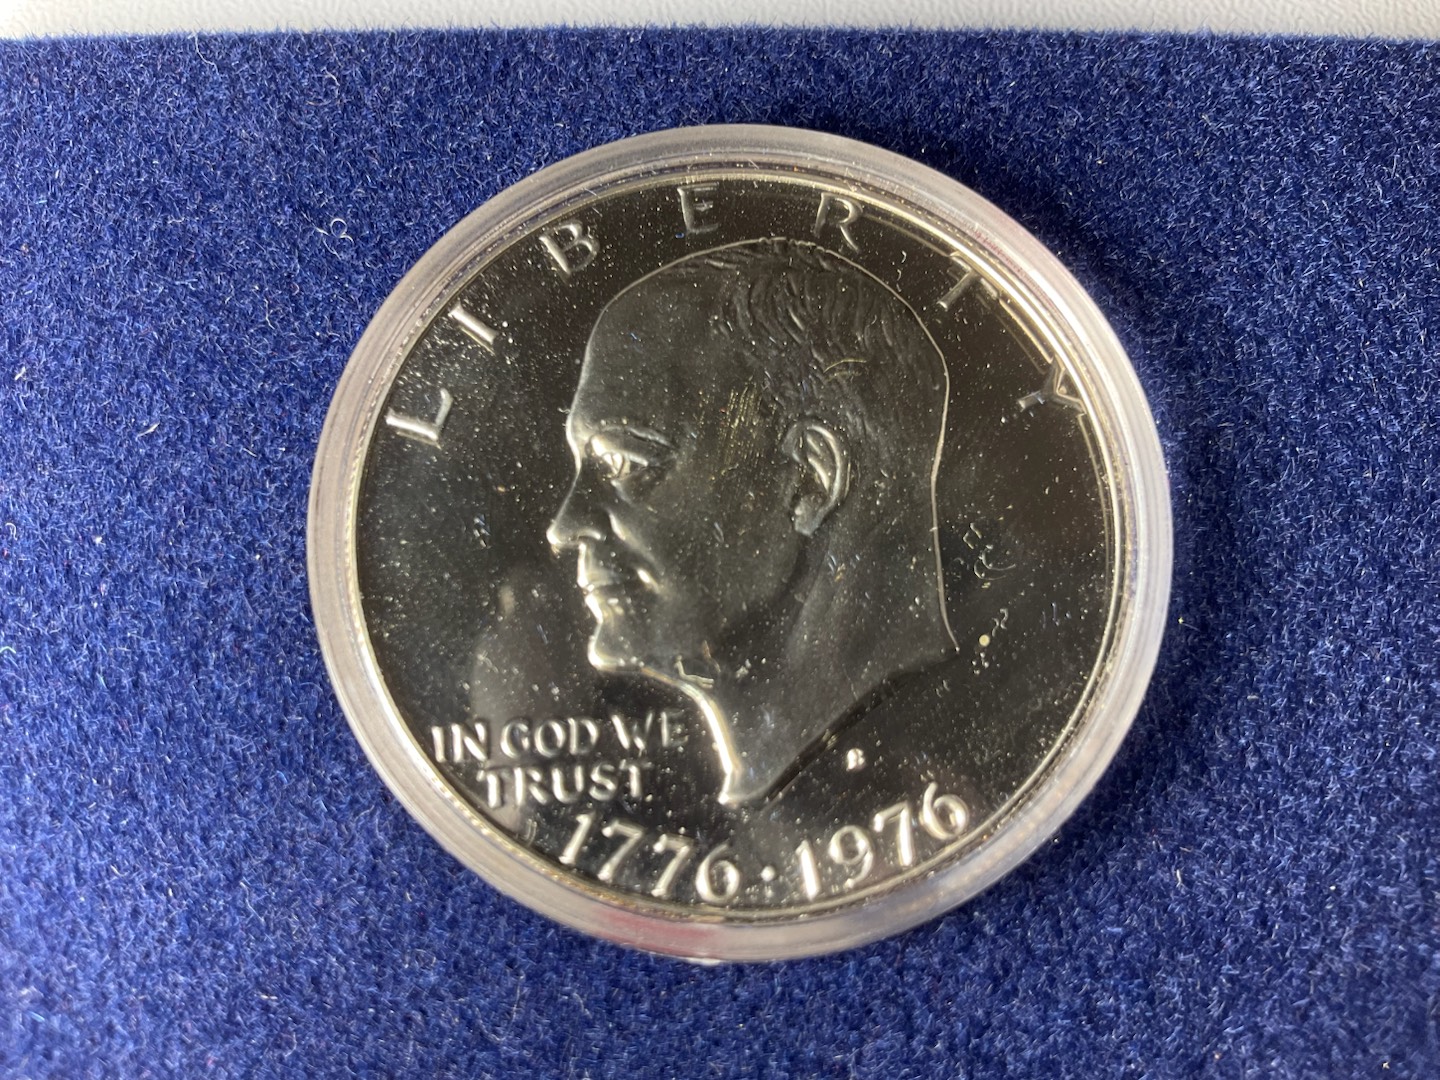 LIBERTY
IN GOD WE
TRUST
S
1776·1976